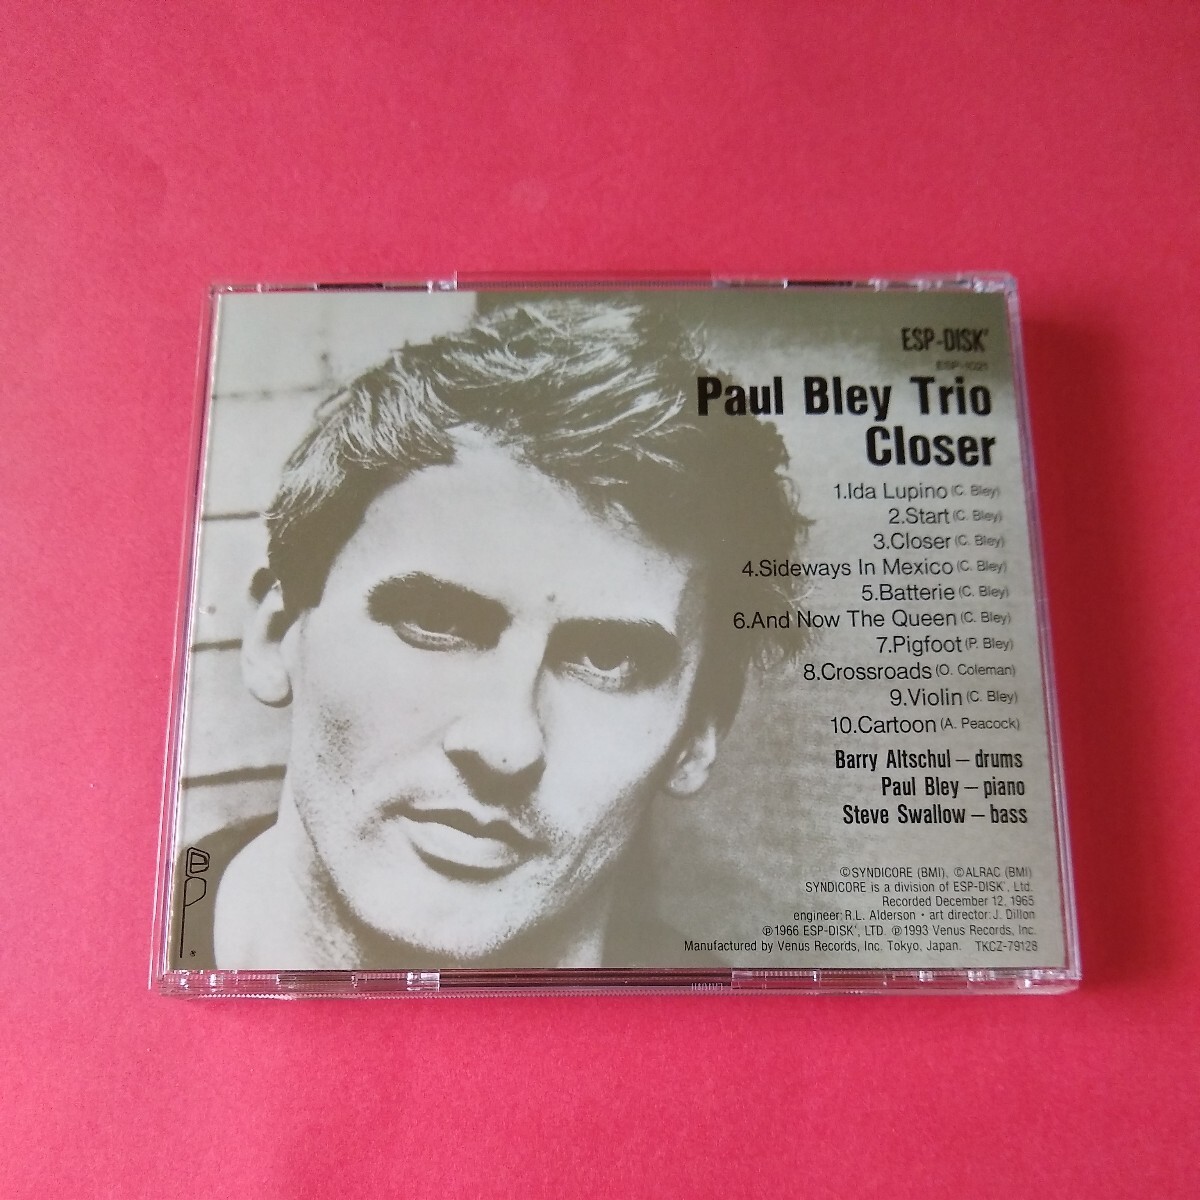 ESP-DISK'
ESP-1021
Paul Bley Trio
Closer
1.Ida Lupino (C. Bley)
2.Start (C. Bley)
3.Closer (C. Bley)
4.Sideways In Mexico (C. Bley)
5.Batterie (C. Bley)
6.And Now The Queen (C. Bley)
7.Pigfoot (P. Bley)
8.Crossroads (O. Coleman)
9.Violin (C. Bley)
10.Cartoon (A. Peacock)
Barry Altschul — drums
Paul Bley — piano
Steve Swallow — bass
©SYNDICORE (BMI), ©ALRAC (BMI)
SYNDICORE is a division of ESP-DISK', Ltd.
Recorded December 12, 1965
engineer: R.L. Alderson • art director: J. Dillon
℗1966 ESP-DISK', LTD. ℗1993 Venus Records, Inc.
Manufactured by Venus Records, Inc. Tokyo, Japan. TKCZ-79128